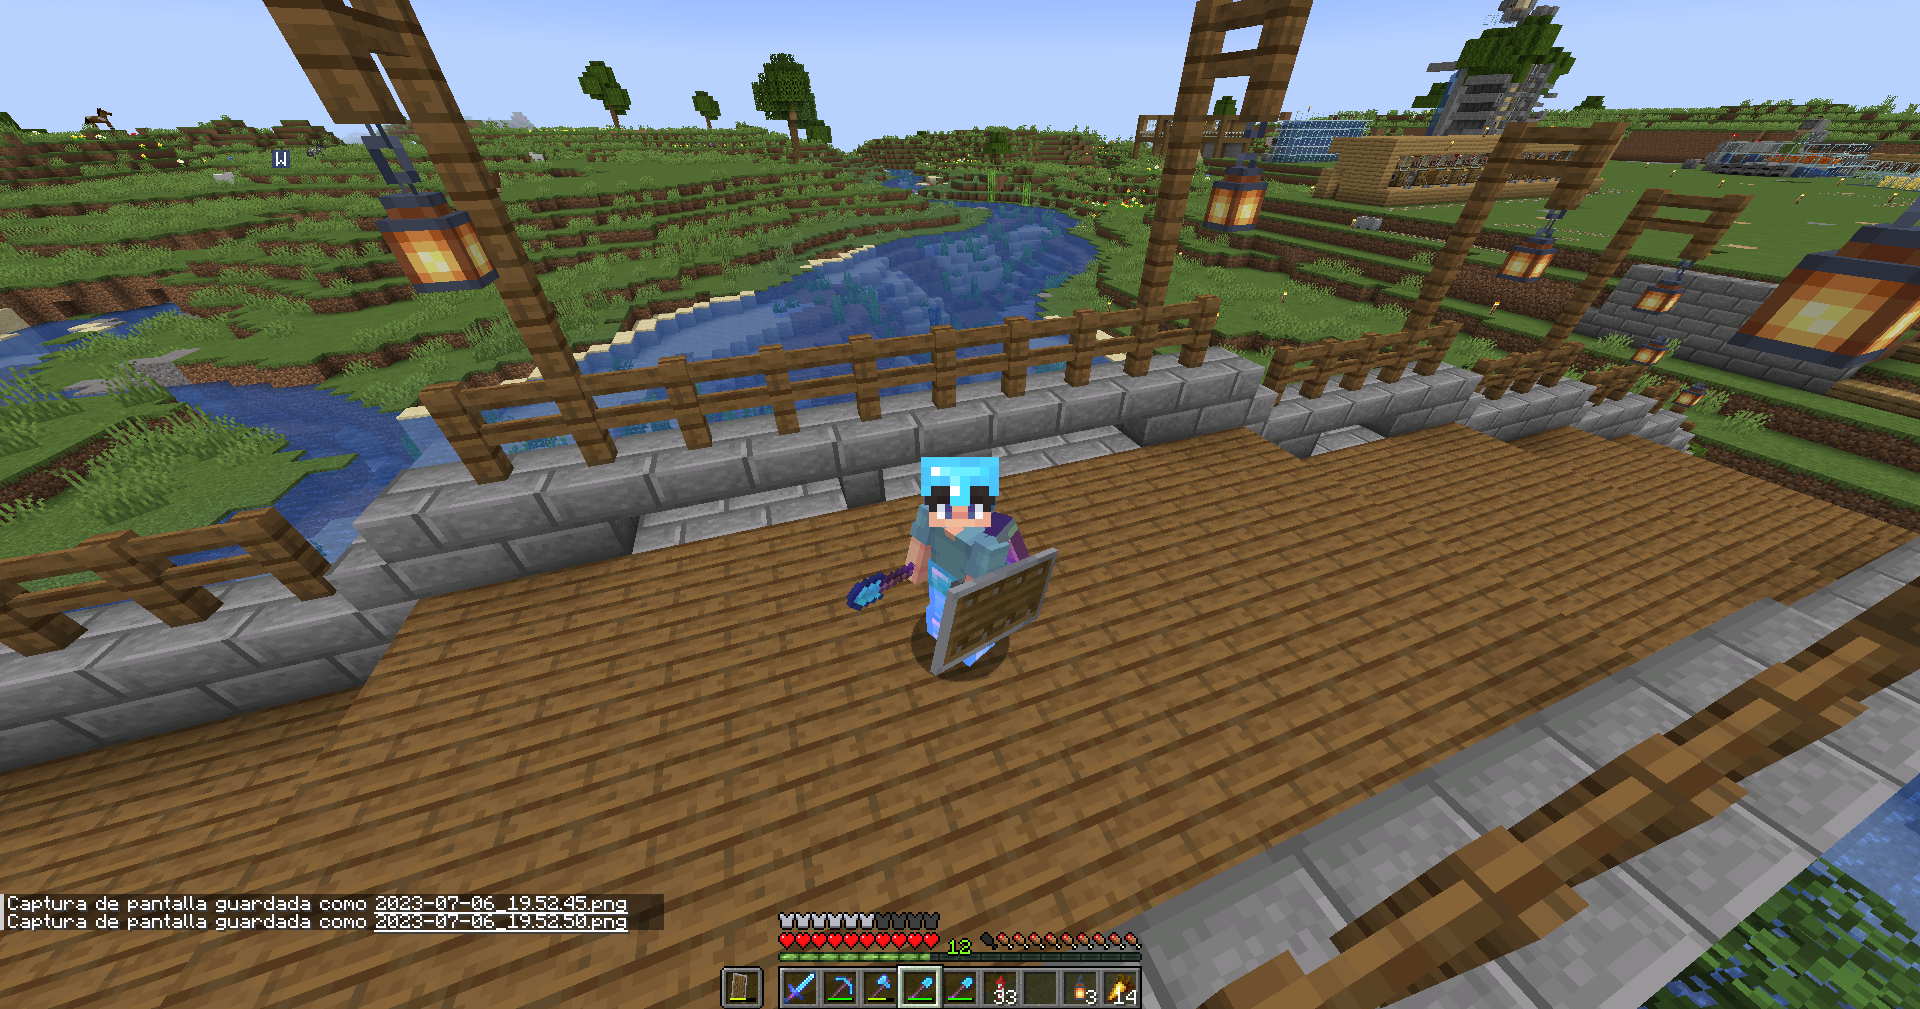 W
Captura de pantalla guardada como 2023-07-06_19.52.45.png
Captura de pantalla guardada como 2023-07-06_19.52.50.png
12
33
3
14